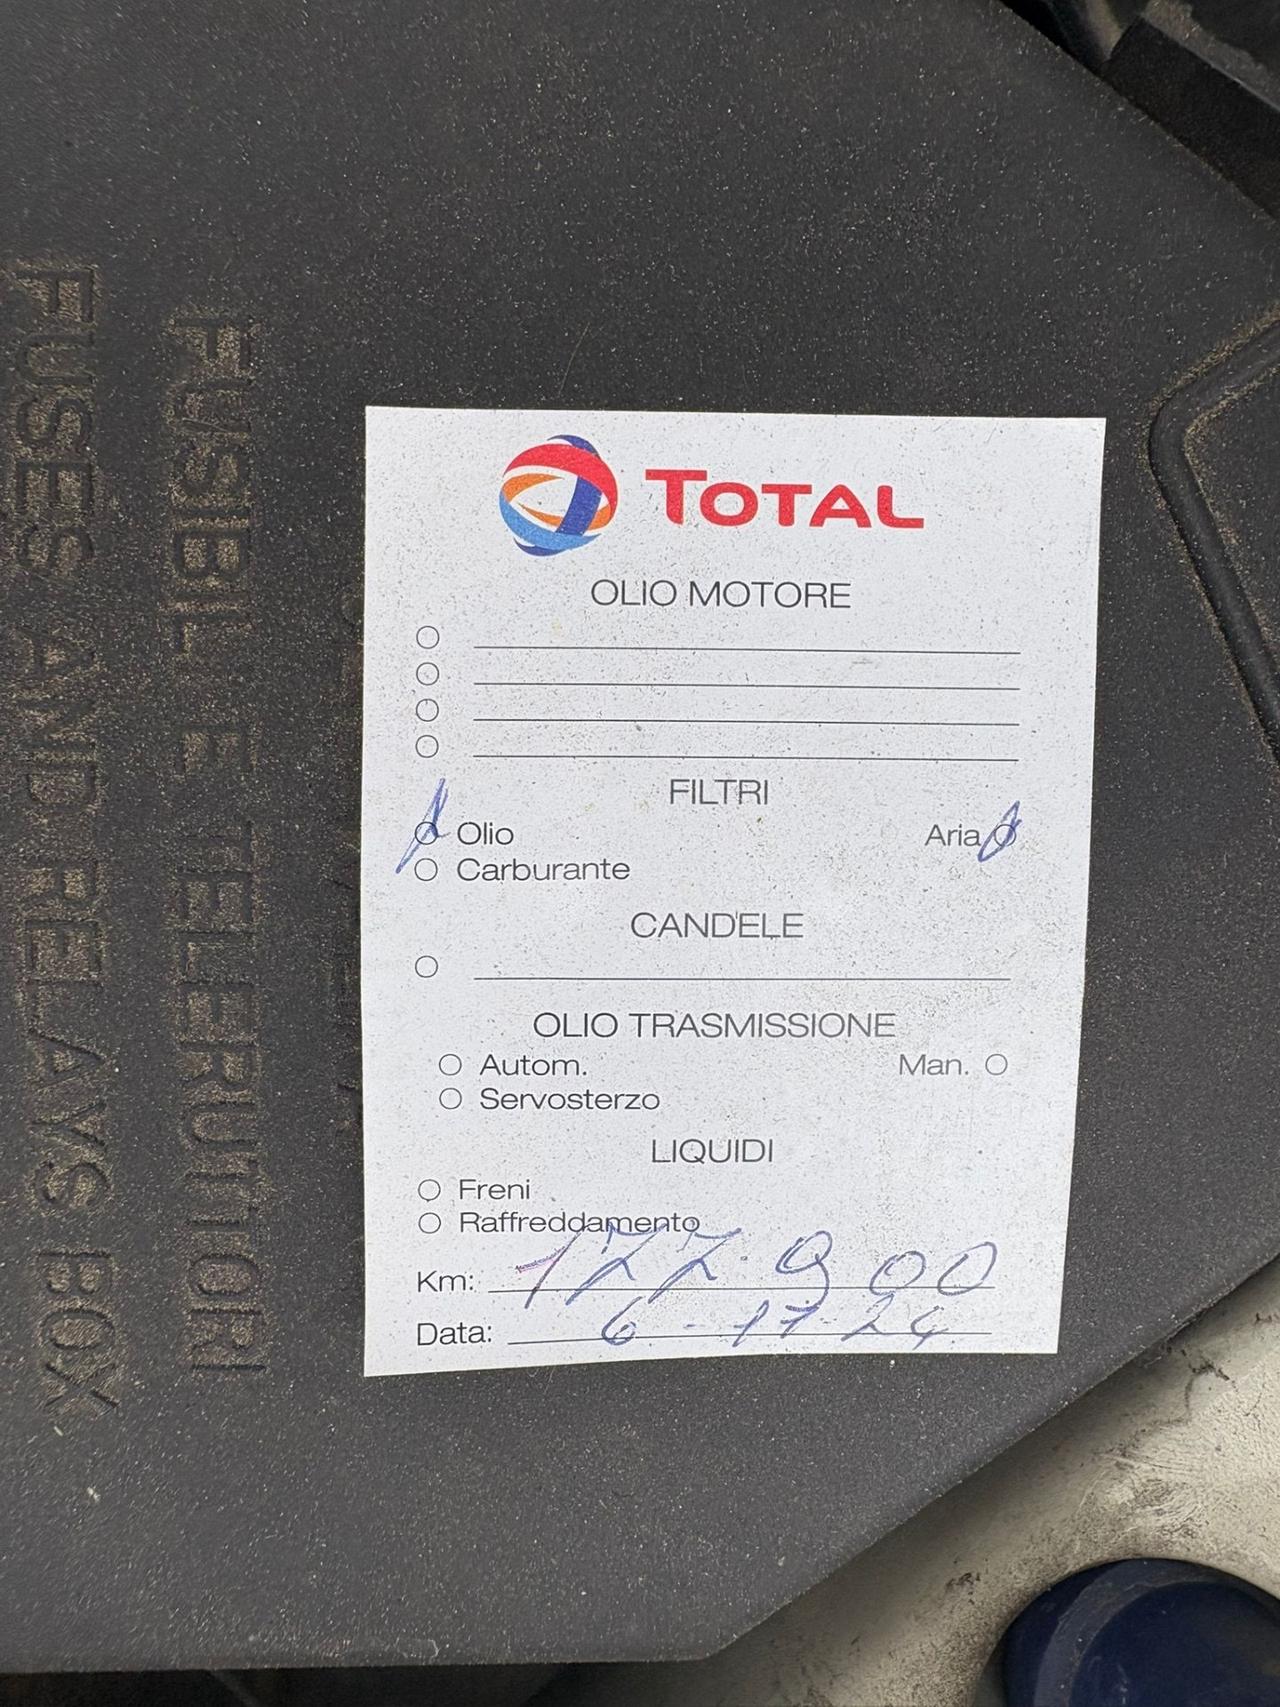 FUSES AND RELAYS BOX
FUSIBILI E TELERUTTORI
TOTAL
OLIO MOTORE
FILTRI
Olio Aria
Carburante
CANDELE
OLIO TRASMISSIONE
Autom. Man.
Servosterzo
LIQUIDI
Freni
Raffreddamento
Km: 177.900
Data: 6-11-24